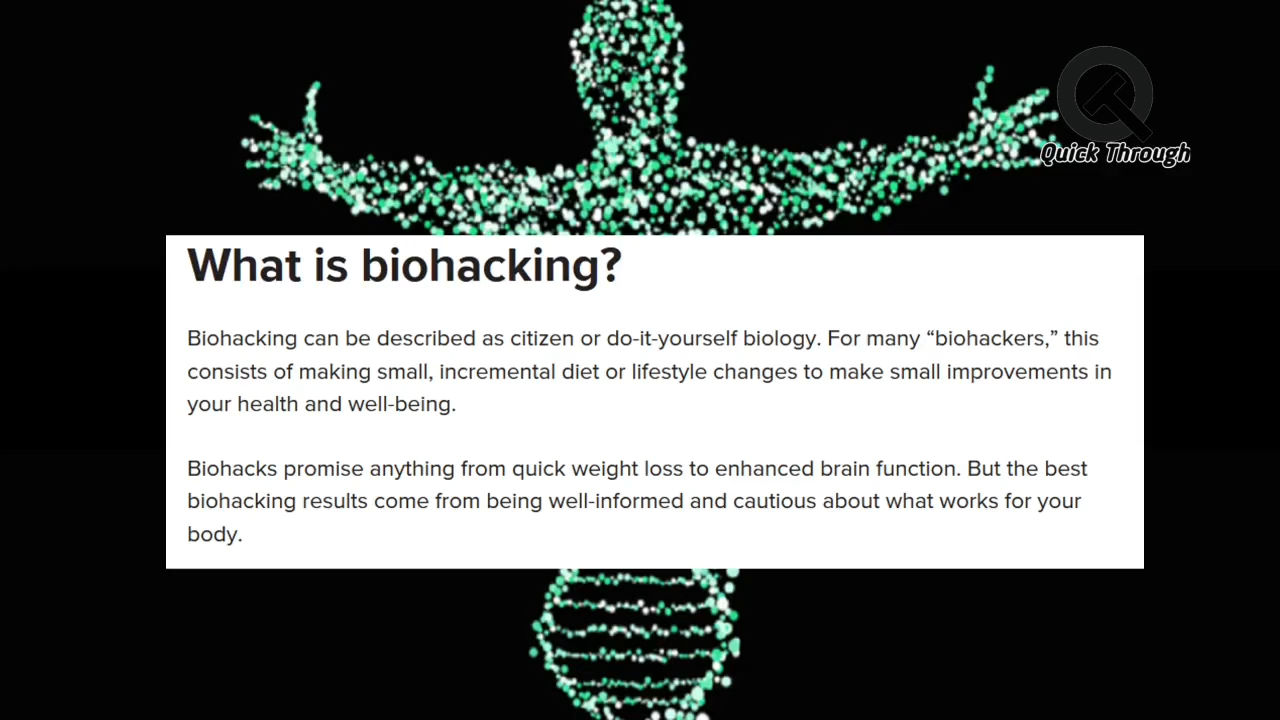 Quick Through
What is biohacking?
Biohacking can be described as citizen or do-it-yourself biology. For many “biohackers,” this
consists of making small, incremental diet or lifestyle changes to make small improvements in
your health and well-being.
Biohacks promise anything from quick weight loss to enhanced brain function. But the best
biohacking results come from being well-informed and cautious about what works for your
body.